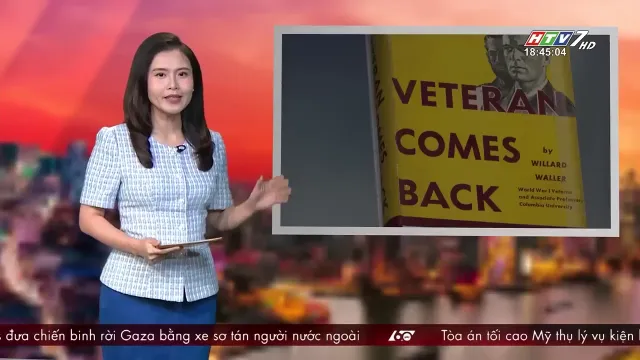 HTV7 HD
18:45:04
VETERAN
COMES
BACK
by
WILLARD
WALLER
World War I Veteran
and Associate Professor
Columbia University
đưa chiến binh rời Gaza bằng xe sơ tán người nước ngoài
60
Tòa án tối cao Mỹ thụ lý vụ kiện